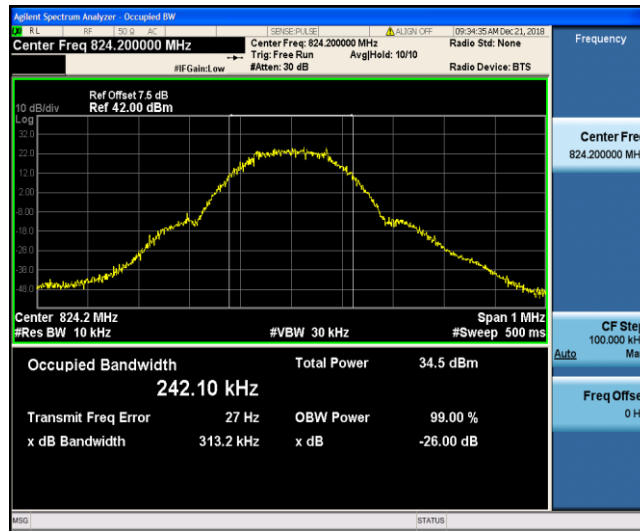 Agilent Spectrum Analyzer - Occupied BW
RL RF 50 Ω AC SENSE:PULSE ALIGN OFF 09:34:35 AM Dec 21, 2018
Center Freq 824.200000 MHz Center Freq: 824.200000 MHz Radio Std: None Frequency
Trig: Free Run Avg|Hold: 10/10
#IFGain:Low #Atten: 30 dB Radio Device: BTS
Ref Offset 7.5 dB
10 dB/div Ref 42.00 dBm
Log
32.0
22.0
12.0
2.00
-8.00
-18.0
-28.0
-38.0
-48.0
Center Fre
824.200000 MH
Center 824.2 MHz Span 1 MHz
#Res BW 10 kHz #VBW 30 kHz #Sweep 500 ms
CF Ste
100.000 kH
Auto Ma
Occupied Bandwidth Total Power 34.5 dBm
242.10 kHz
Transmit Freq Error 27 Hz OBW Power 99.00 %
x dB Bandwidth 313.2 kHz x dB -26.00 dB
Freq Offse
0 H
MSG STATUS